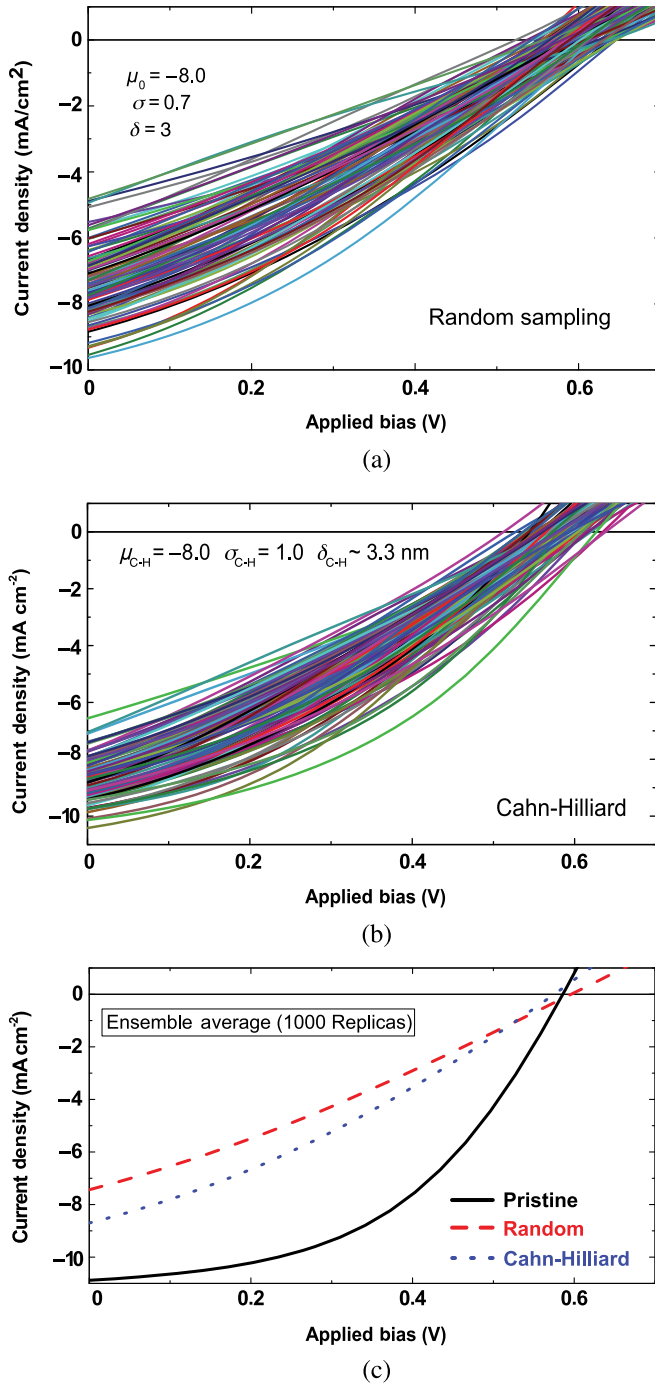 0
−2
−4
−6
−8
−10
Current density (mA/cm²)
μ₀ = −8.0
σ = 0.7
δ = 3
Random sampling
0 0.2 0.4 0.6
Applied bias (V)
(a)
0
−2
−4
−6
−8
−10
Current density (mA cm⁻²)
μC-H = −8.0 σC-H = 1.0 δC-H ~ 3.3 nm
Cahn-Hilliard
0 0.2 0.4 0.6
Applied bias (V)
(b)
0
−2
−4
−6
−8
−10
Current density (mA cm⁻²)
Ensemble average (1000 Replicas)
Pristine
Random
Cahn-Hilliard
0 0.2 0.4 0.6
Applied bias (V)
(c)